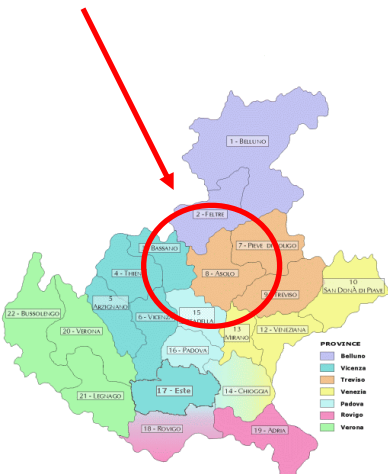 1 - BELLUNO
2 - FELTRE
3 - BASSANO
7 - PIEVE DI SOLIGO
4 - THIENE
8 - ASOLO
10
SAN DONÀ DI PIAVE
9 - TREVISO
5
ARZIGNANO
22 - BUSSOLENGO
6 - VICENZA
15
CITTADELLA
20 - VERONA
13
MIRANO
12 - VENEZIANA
16 - PADOVA
17 - Este
14 - CHIOGGIA
21 - LEGNAGO
18 - ROVIGO
19 - ADRIA
PROVINCE
Belluno
Vicenza
Treviso
Venezia
Padova
Rovigo
Verona